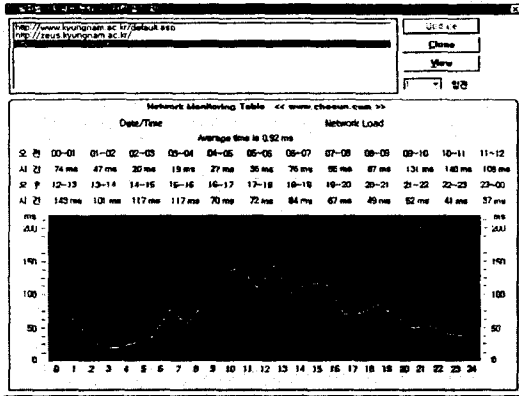 http://www.kyungnam.ac.kr/default.asp
http://zeus.kyungnam.ac.kr/
Update
Close
View
1
Network Monitoring Table << www.chosun.com >>
Date/Time Network Load
Average time is 0.92 ms
오 전 00-01 01-02 02-03 03-04 04-05 05-06 06-07 07-08 08-09 09-10 10-11 11-12
시 간 74 ms 47 ms 20 ms 19 ms 27 ms 76 ms 87 ms 131 ms 140 ms 108 ms
오 후 12-13 13-14 14-15 15-16 16-17 17-18 18-19 19-20 20-21 21-22 22-23 23-00
시 간 143 ms 101 ms 117 ms 117 ms 70 ms 72 ms 84 ms 67 ms 49 ms 52 ms 41 ms 37 ms
ms ms
200 200
150 150
100 100
50 50
0 0
0 1 2 3 4 5 6 7 8 9 10 11 12 13 14 15 16 17 18 19 20 21 22 23 24